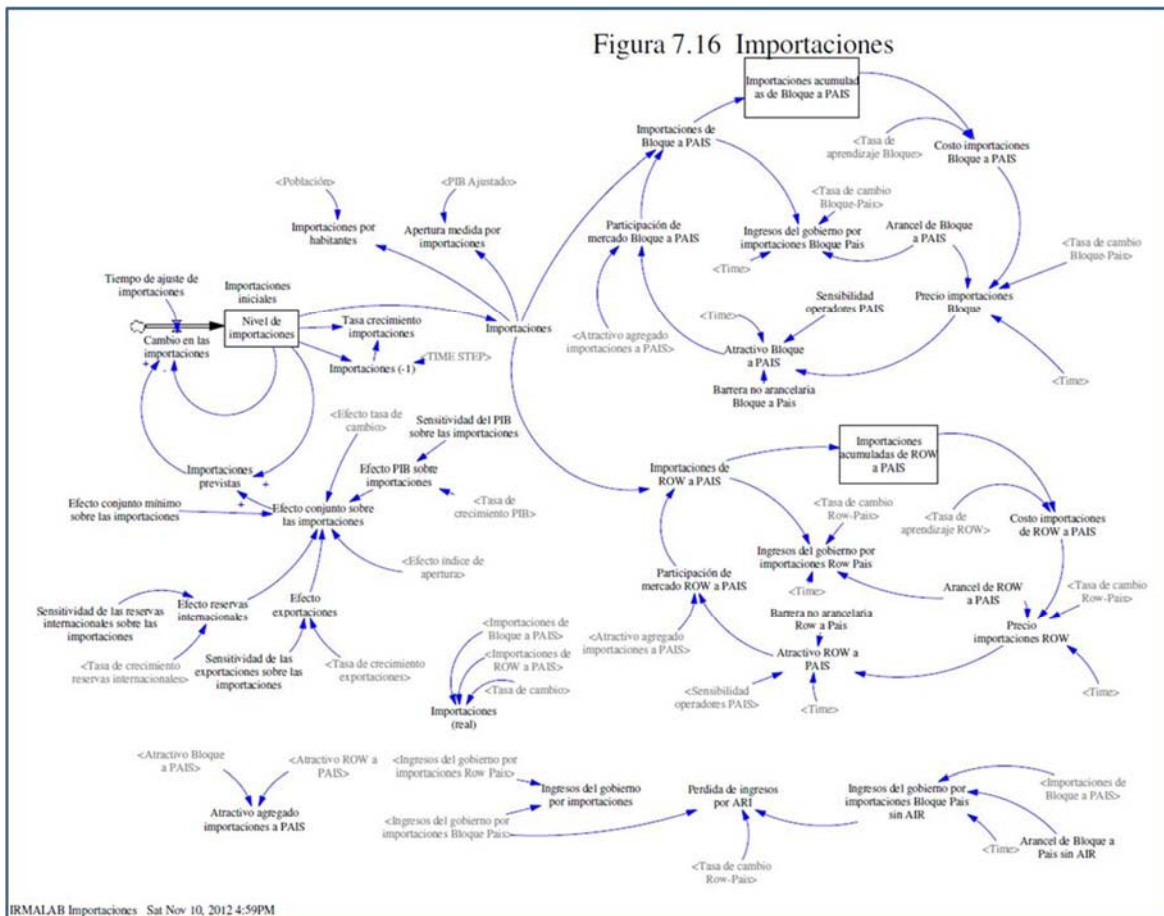 Figura 7.16 Importaciones
Importaciones acumulad
as de Bloque a PAIS
Importaciones de
Bloque a PAIS
<Tasa de
aprendizaje Bloque>
Costo importaciones
Bloque a PAIS
<Población>
<PIB Ajustado>
<Tasa de cambio
Bloque-Pais>
Importaciones por
habitantes
Apertura medida por
importaciones
Participación de
mercado Bloque a PAIS
Ingresos del gobierno por
importaciones Bloque Pais
Arancel de Bloque
a PAIS
<Tasa de cambio
Bloque-Pais>
<Time>
Tiempo de ajuste de
importaciones
Importaciones
iniciales
Nivel de
importaciones
Cambio en las
importaciones
Tasa crecimiento
importaciones
Importaciones
Sensibilidad
operadores PAIS
Precio importaciones
Bloque
<Time>
<Atractivo agregado
importaciones a PAIS>
Atractivo Bloque
a PAIS
Importaciones (-1)
<TIME STEP>
Barrera no arancelaria
Bloque a Pais
<Time>
+
-
<Efecto tasa de
cambio>
Sensitividad del PIB
sobre las importaciones
Importaciones
acumuladas de ROW
a PAIS
Importaciones
previstas
+
+
Efecto PIB sobre
importaciones
Importaciones de
ROW a PAIS
Efecto conjunto mínimo
sobre las importaciones
Efecto conjunto sobre
las importaciones
<Tasa de
crecimiento PIB>
<Tasa de cambio
Row-Pais>
<Tasa de
aprendizaje ROW>
Costo importaciones
de ROW a PAIS
<Efecto índice de
apertura>
Ingresos del gobierno por
importaciones Row Pais
Participación de
mercado ROW a PAIS
<Time>
Arancel de ROW
a PAIS
<Tasa de cambio
Row-Pais>
Sensitividad de las reservas
internacionales sobre las
importaciones
Efecto reservas
internacionales
Efecto
exportaciones
Barrera no arancelaria
Row a Pais
Precio
importaciones ROW
<Importaciones de
Bloque a PAIS>
<Atractivo agregado
importaciones a PAIS>
<Tasa de crecimiento
reservas internacionales>
Sensitividad de las
exportaciones sobre las
importaciones
<Tasa de crecimiento
exportaciones>
<Importaciones de
ROW a PAIS>
Atractivo ROW a
PAIS
<Tasa de cambio>
<Sensibilidad
operadores PAIS>
<Time>
<Time>
Importaciones
(real)
<Atractivo Bloque
a PAIS>
<Atractivo ROW a
PAIS>
<Ingresos del gobierno por
importaciones Row Pais>
Atractivo agregado
importaciones a PAIS
Ingresos del gobierno
por importaciones
<Ingresos del gobierno por
importaciones Bloque Pais>
Perdida de ingresos
por ARI
Ingresos del gobierno por
importaciones Bloque Pais
sin AIR
<Importaciones de
Bloque a PAIS>
<Time>
Arancel de Bloque a
Pais sin AIR
<Tasa de cambio
Row-Pais>
IRMALAB Importaciones Sat Nov 10, 2012 4:59PM